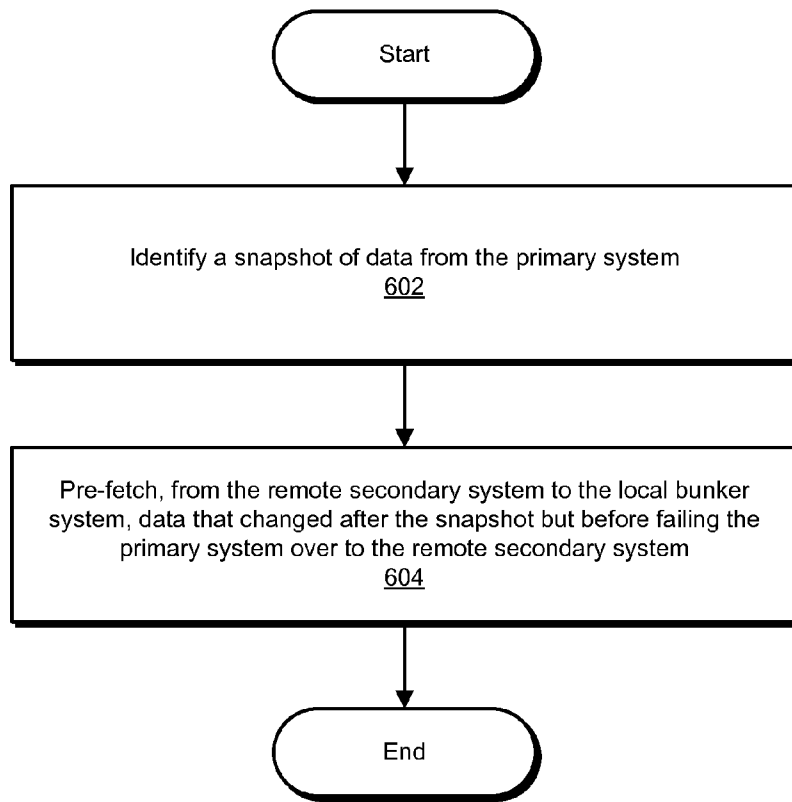 Start
Identify a snapshot of data from the primary system
602
Pre-fetch, from the remote secondary system to the local bunker
system, data that changed after the snapshot but before failing the
primary system over to the remote secondary system
604
End